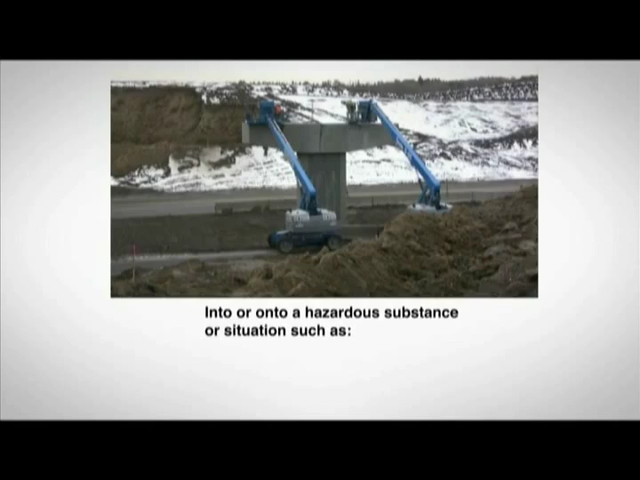 Into or onto a hazardous substance
or situation such as: